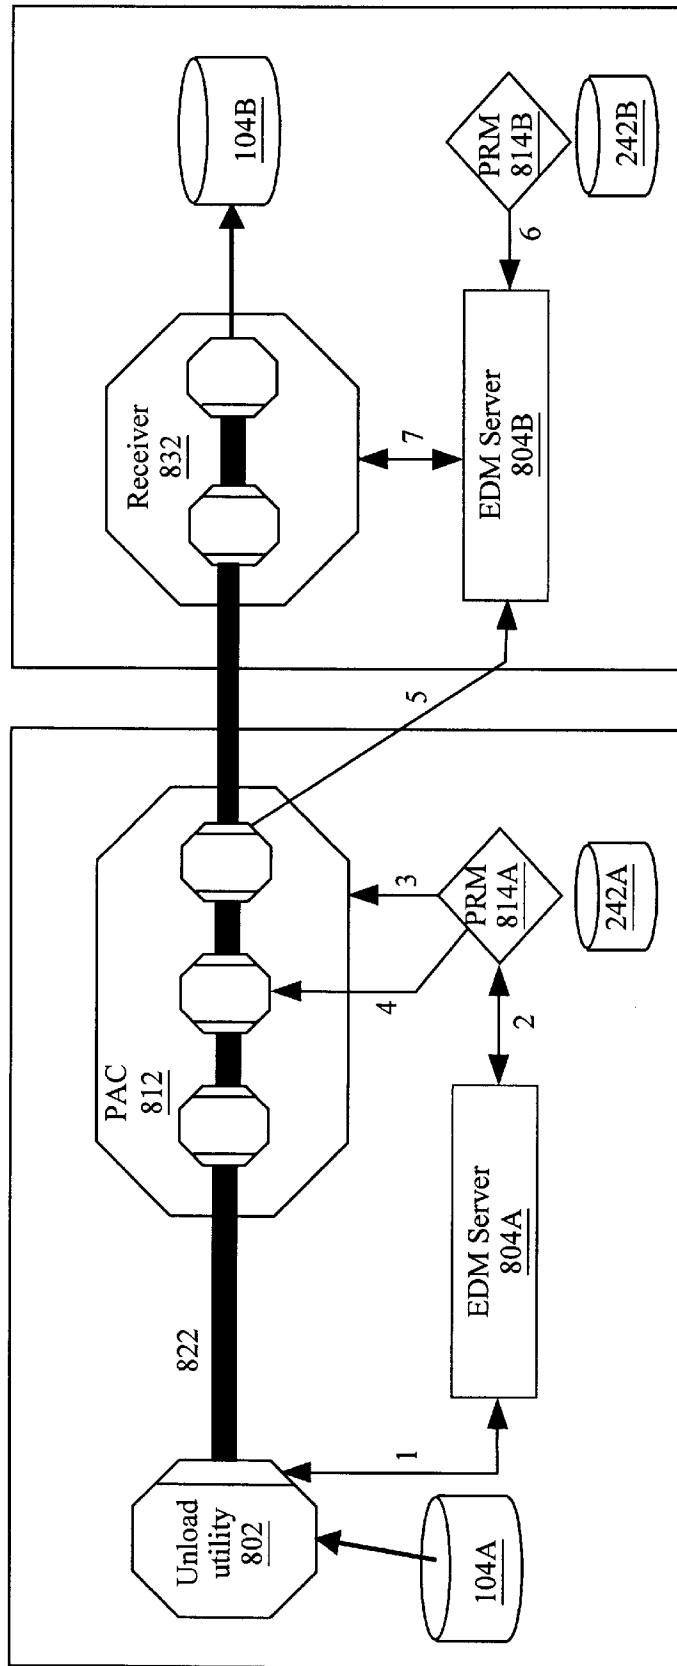 Unload
utility
802
104A
822
1
EDM Server
804A
2
PAC
812
4
3
PRM
814A
242A
5
Receiver
832
7
EDM Server
804B
6
104B
PRM
814B
242B